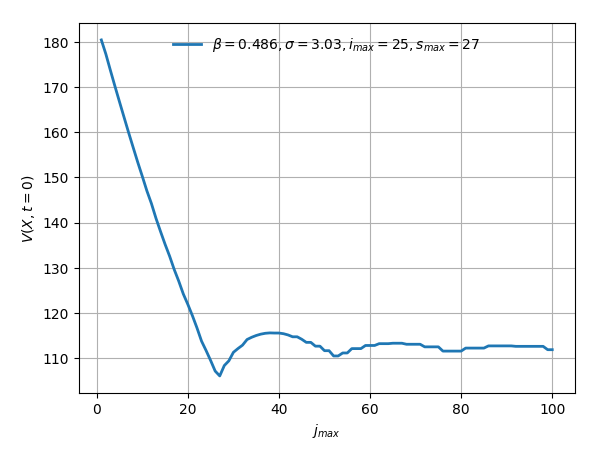 β = 0.486, σ = 3.03, i_max = 25, s_max = 27
180
170
160
150
140
130
120
110
V(X, t = 0)
0 20 40 60 80 100
j_max